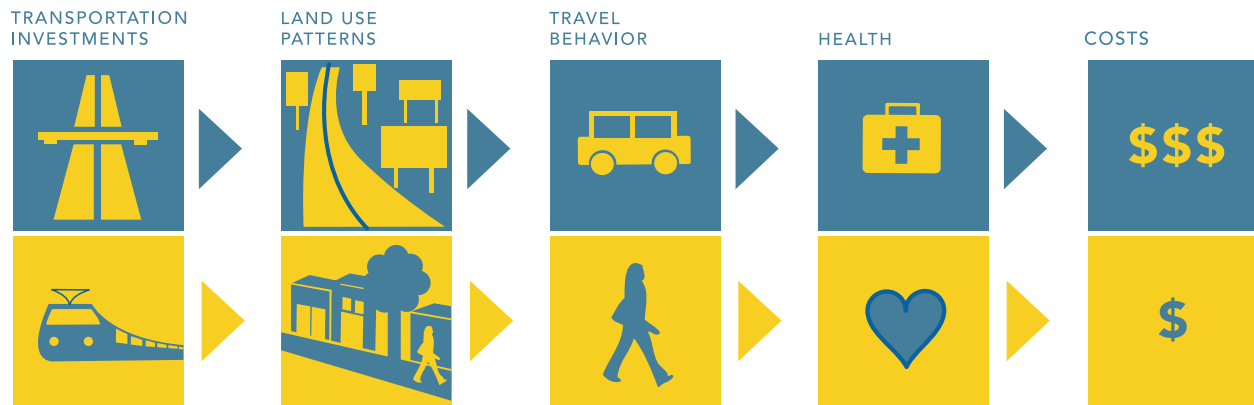 TRANSPORTATION
INVESTMENTS
LAND USE
PATTERNS
TRAVEL
BEHAVIOR
HEALTH
COSTS
$$$
$